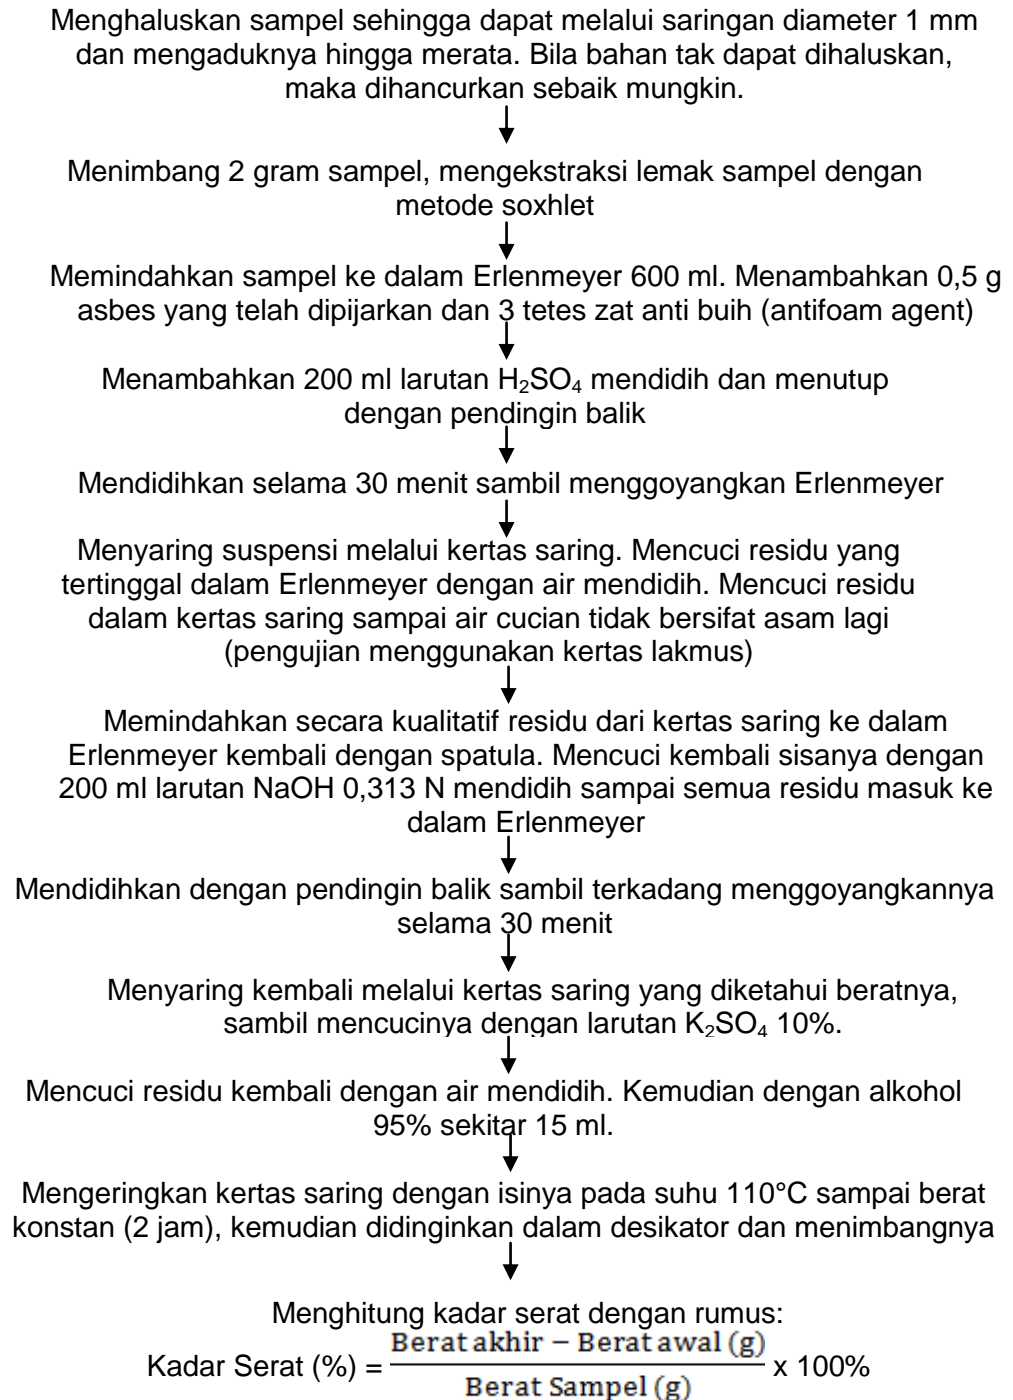 Menghaluskan sampel sehingga dapat melalui saringan diameter 1 mm
dan mengaduknya hingga merata. Bila bahan tak dapat dihaluskan,
maka dihancurkan sebaik mungkin.
Menimbang 2 gram sampel, mengekstraksi lemak sampel dengan
metode soxhlet
Memindahkan sampel ke dalam Erlenmeyer 600 ml. Menambahkan 0,5 g
asbes yang telah dipijarkan dan 3 tetes zat anti buih (antifoam agent)
Menambahkan 200 ml larutan H₂SO₄ mendidih dan menutup
dengan pendingin balik
Mendidihkan selama 30 menit sambil menggoyangkan Erlenmeyer
Menyaring suspensi melalui kertas saring. Mencuci residu yang
tertinggal dalam Erlenmeyer dengan air mendidih. Mencuci residu
dalam kertas saring sampai air cucian tidak bersifat asam lagi
(pengujian menggunakan kertas lakmus)
Memindahkan secara kualitatif residu dari kertas saring ke dalam
Erlenmeyer kembali dengan spatula. Mencuci kembali sisanya dengan
200 ml larutan NaOH 0,313 N mendidih sampai semua residu masuk ke
dalam Erlenmeyer
Mendidihkan dengan pendingin balik sambil terkadang menggoyangkannya
selama 30 menit
Menyaring kembali melalui kertas saring yang diketahui beratnya,
sambil mencucinya dengan larutan K₂SO₄ 10%.
Mencuci residu kembali dengan air mendidih. Kemudian dengan alkohol
95% sekitar 15 ml.
Mengeringkan kertas saring dengan isinya pada suhu 110°C sampai berat
konstan (2 jam), kemudian didinginkan dalam desikator dan menimbangnya
Menghitung kadar serat dengan rumus:
Berat akhir – Berat awal (g)
Kadar Serat (%) = x 100%
Berat Sampel (g)